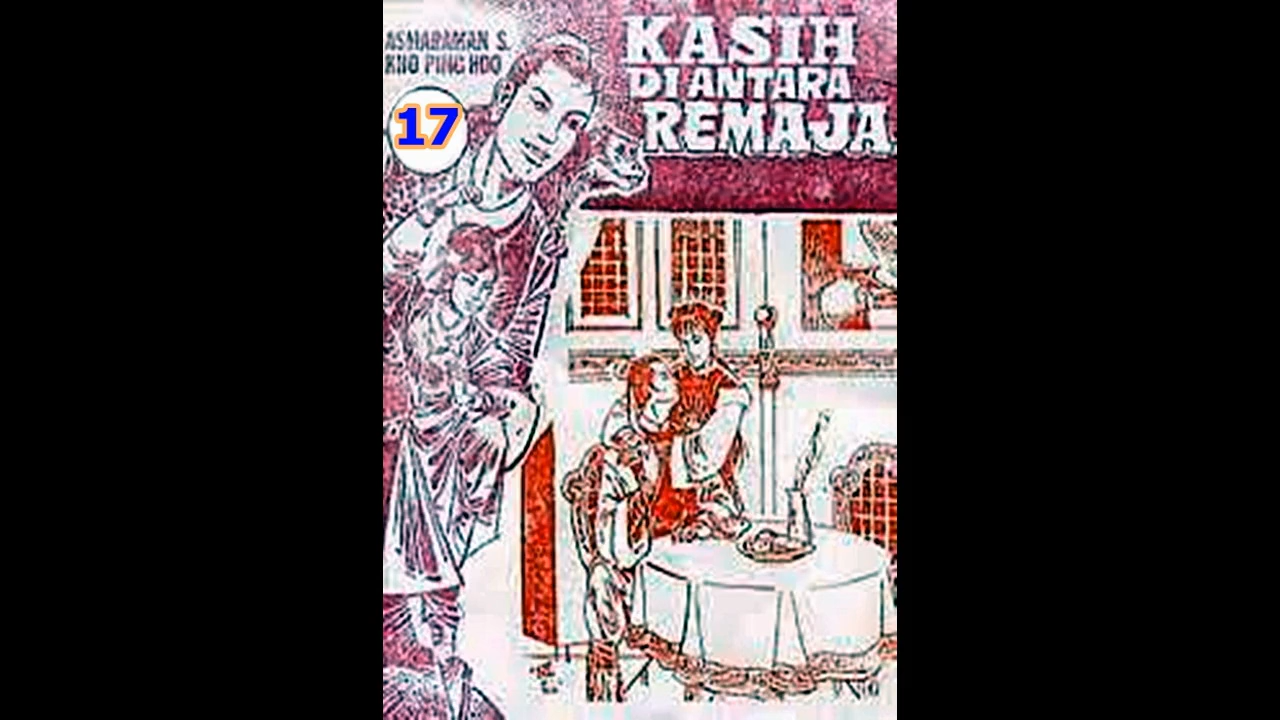 ASMARAMAN S.
KHO PING HOO
17
KASIH
DI ANTARA
REMAJA